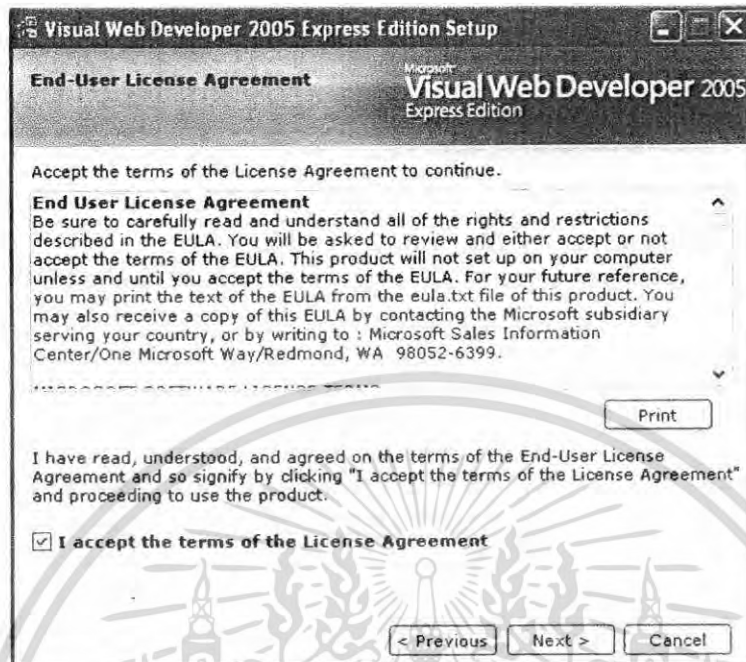 Visual Web Developer 2005 Express Edition Setup
End-User License Agreement
Microsoft
Visual Web Developer 2005
Express Edition
Accept the terms of the License Agreement to continue.
End User License Agreement
Be sure to carefully read and understand all of the rights and restrictions
described in the EULA. You will be asked to review and either accept or not
accept the terms of the EULA. This product will not set up on your computer
unless and until you accept the terms of the EULA. For your future reference,
you may print the text of the EULA from the eula.txt file of this product. You
may also receive a copy of this EULA by contacting the Microsoft subsidiary
serving your country, or by writing to : Microsoft Sales Information
Center/One Microsoft Way/Redmond, WA 98052-6399.
MICROSOFT SOFTWARE LICENSE TERMS
Print
I have read, understood, and agreed on the terms of the End-User License
Agreement and so signify by clicking "I accept the terms of the License Agreement"
and proceeding to use the product.
I accept the terms of the License Agreement
< Previous
Next >
Cancel